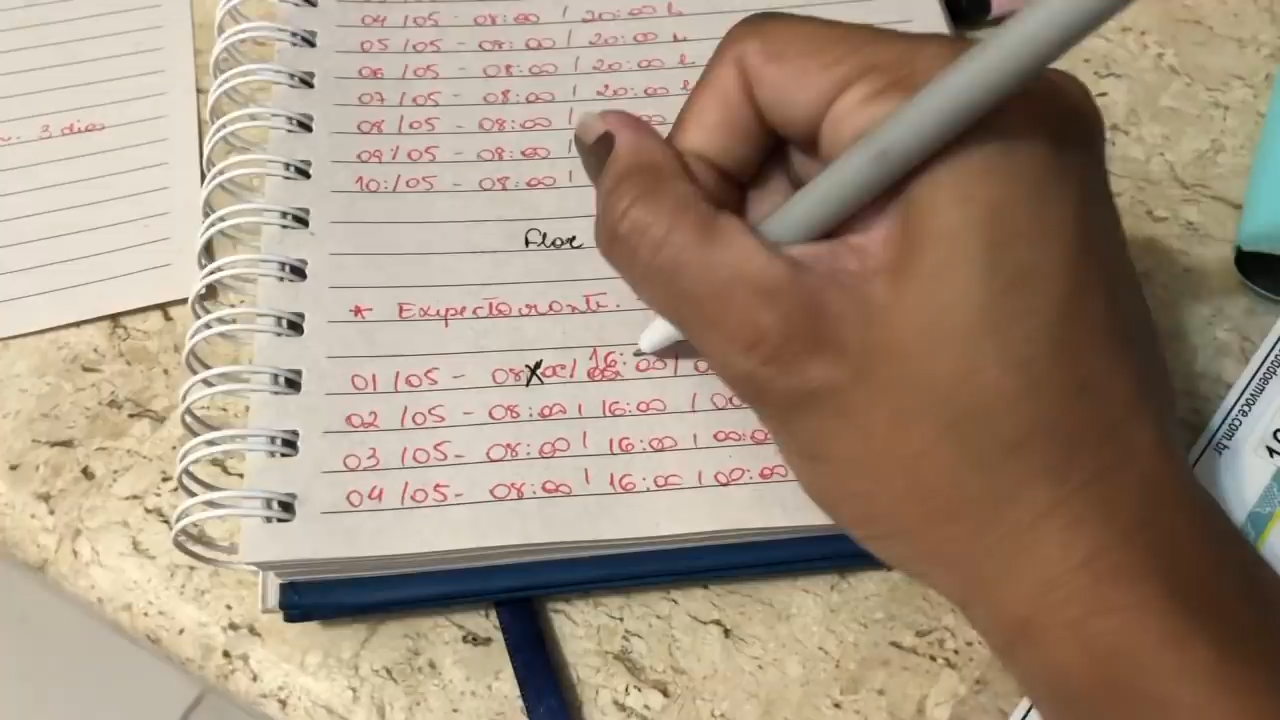 04/05 - 08:00 | 20:00 h
05/05 - 08:00 | 20:00 h
06/05 - 08:00 | 20:00 h
3 dias
07/05 - 08:00 | 20:00 h
08/05 - 08:00 |
09/05 - 08:00 |
10:/05 - 08:00 |
Flor
* Expectorante.
01/05 - 08:00 | 16:00 |
02/05 - 08:00 | 16:00 | 00
03/05 - 08:00 | 16:00 | 00:00
04/05 - 08:00 | 16:00 | 00:00